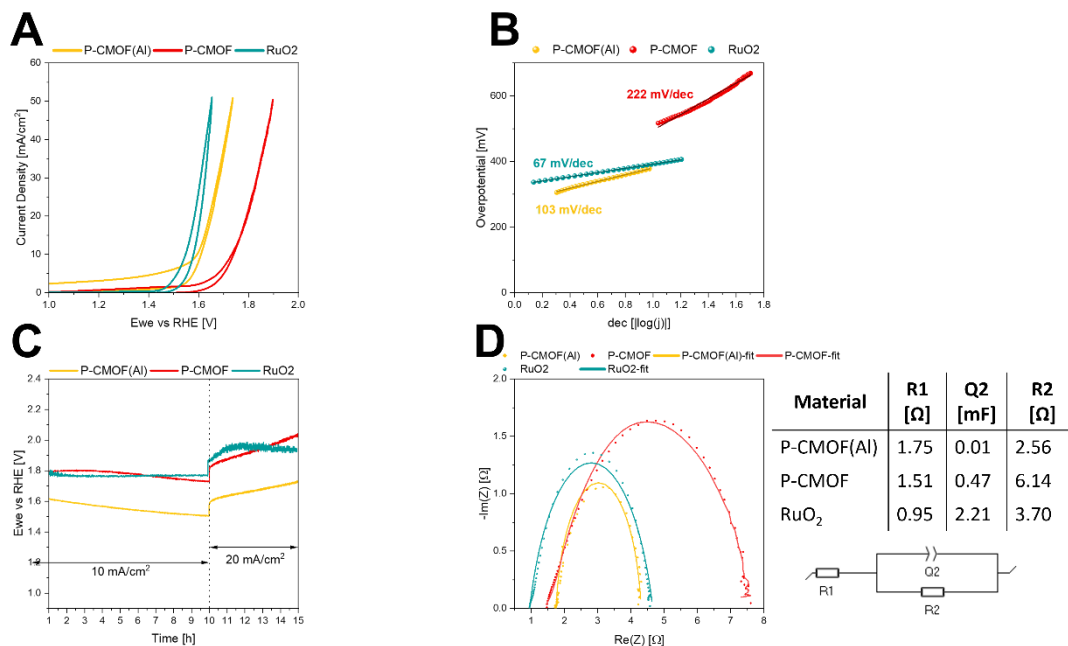 A
P-CMOF(Al) P-CMOF RuO2
60
50
40
30
20
10
0
Current Density [mA/cm²]
1.0 1.2 1.4 1.6 1.8 2.0
Ewe vs RHE [V]
B
P-CMOF(Al) P-CMOF RuO2
600
400
200
0
Overpotential [mV]
222 mV/dec
67 mV/dec
103 mV/dec
0.0 0.2 0.4 0.6 0.8 1.0 1.2 1.4 1.6 1.8
dec [|log(j)|]
C
P-CMOF(Al) P-CMOF RuO2
2.4
2.2
2.0
1.8
1.6
1.4
1.2
1.0
Ewe vs RHE [V]
10 mA/cm²
20 mA/cm²
1 2 3 4 5 6 7 8 9 10 11 12 13 14 15
Time [h]
D
P-CMOF(Al) P-CMOF P-CMOF(Al)-fit P-CMOF-fit
RuO2 RuO2-fit
-2.0
1.5
1.0
0.5
0.0
-Im(Z) [Ω]
0 1 2 3 4 5 6 7 8
Re(Z) [Ω]
Material R1 [Ω] Q2 [mF] R2 [Ω]
P-CMOF(Al) 1.75 0.01 2.56
P-CMOF 1.51 0.47 6.14
RuO₂ 0.95 2.21 3.70
R1
Q2
R2